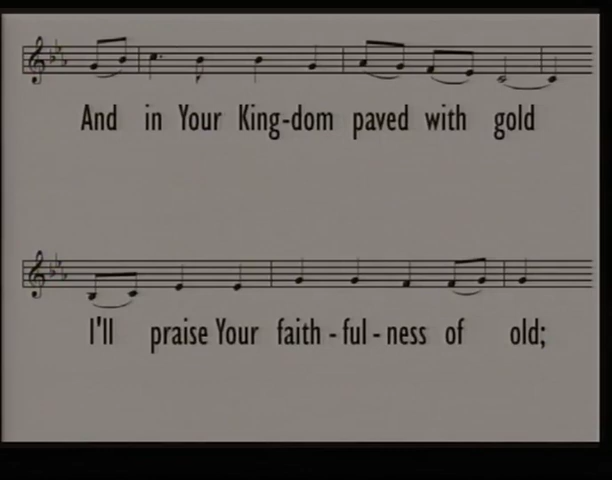 And in Your King-dom paved with gold
I'll praise Your faith - ful - ness of old;